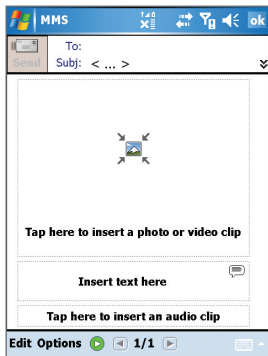 MMS
ok
Send
To:
Subj: < ... >
Tap here to insert a photo or video clip
Insert text here
Tap here to insert an audio clip
Edit Options 1/1